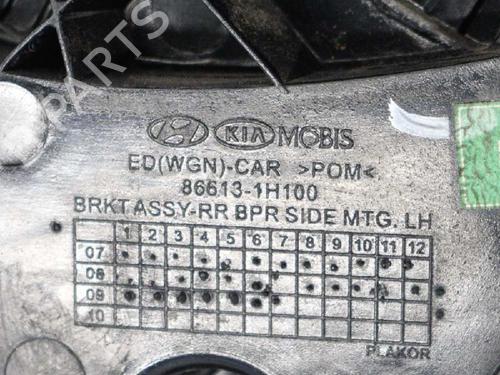 KIA MOBIS
ED(WGN)-CAR >POM<
86613-1H100
BRKT ASSY-RR BPR SIDE MTG, LH
1 2 3 4 5 6 7 8 9 10 11 12
07
08
09
10
PLAKOR